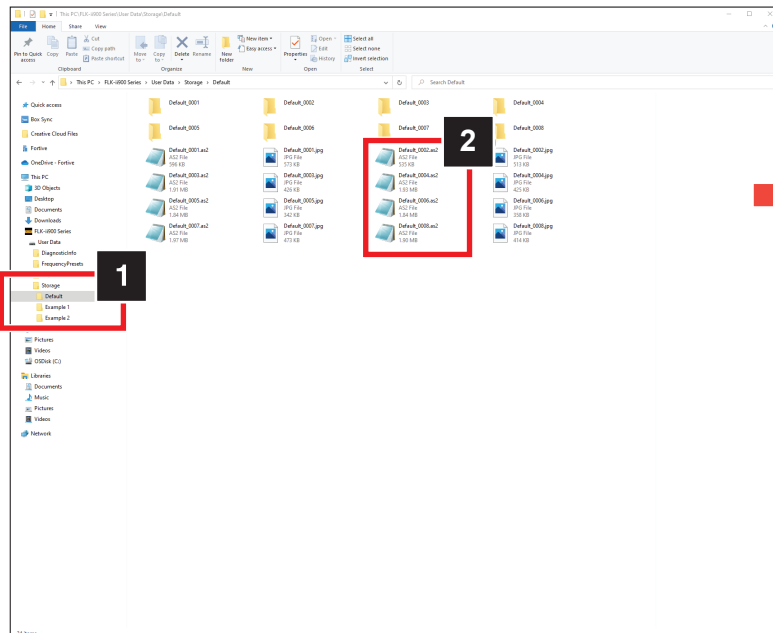 This PC\FLK-ii900 Series\User Data\Storage\Default
File Home Share View
Pin to Quick access
Copy
Paste
Cut
Copy path
Paste shortcut
Clipboard
Move to
Copy to
Delete
Rename
Organize
New folder
New item
Easy access
New
Properties
Open
Edit
History
Open
Select all
Select none
Invert selection
Select
This PC > FLK-ii900 Series > User Data > Storage > Default
Search Default
Quick access
Box Sync
Creative Cloud Files
Fortive
OneDrive - Fortive
This PC
3D Objects
Desktop
Documents
Downloads
FLK-ii900 Series
User Data
DiagnosticInfo
FrequencyPresets
1
Storage
Default
Example 1
Example 2
Pictures
Videos
OSDisk (C:)
Libraries
Documents
Music
Pictures
Videos
Network
Default_0001
Default_0002
Default_0003
Default_0004
Default_0005
Default_0006
Default_0007
Default_0008
2
Default_0001.as2
AS2 File
596 KB
Default_0001.jpg
JPG File
573 KB
Default_0002.as2
AS2 File
535 KB
Default_0002.jpg
JPG File
513 KB
Default_0003.as2
AS2 File
1.91 MB
Default_0003.jpg
JPG File
426 KB
Default_0004.as2
AS2 File
1.83 MB
Default_0004.jpg
JPG File
425 KB
Default_0005.as2
AS2 File
1.84 MB
Default_0005.jpg
JPG File
342 KB
Default_0006.as2
AS2 File
1.84 MB
Default_0006.jpg
JPG File
358 KB
Default_0007.as2
AS2 File
1.97 MB
Default_0007.jpg
JPG File
473 KB
Default_0008.as2
AS2 File
1.90 MB
Default_0008.jpg
JPG File
414 KB